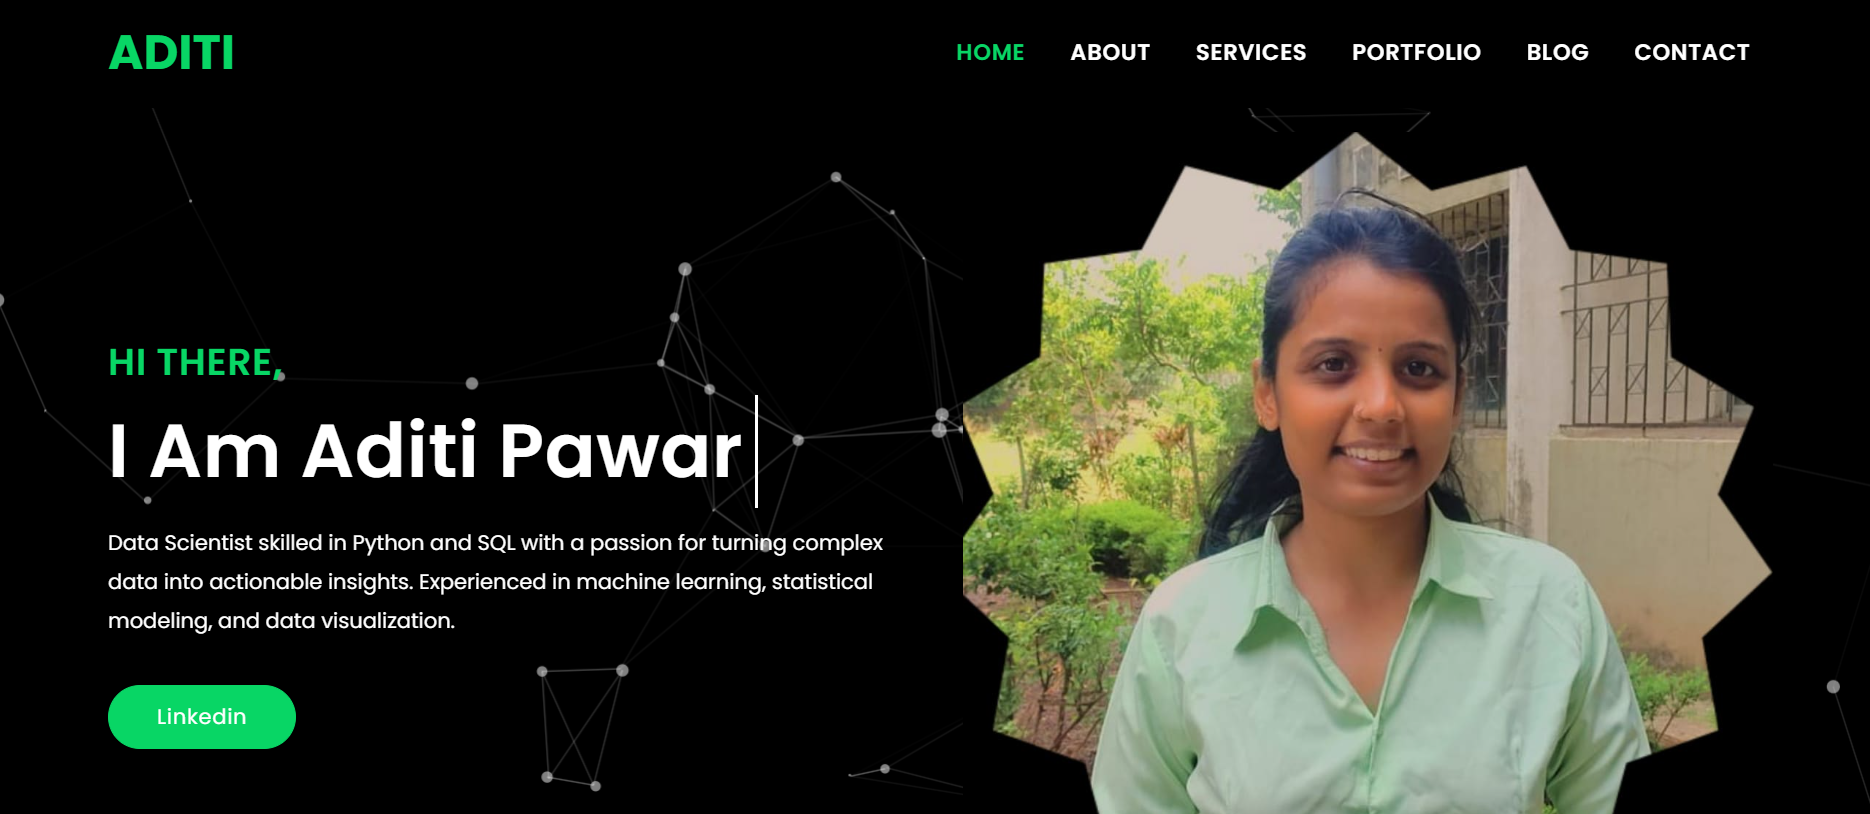 ADITI
HOME ABOUT SERVICES PORTFOLIO BLOG CONTACT
HI THERE,
I Am Aditi Pawar
Data Scientist skilled in Python and SQL with a passion for turning complex
data into actionable insights. Experienced in machine learning, statistical
modeling, and data visualization.
Linkedin